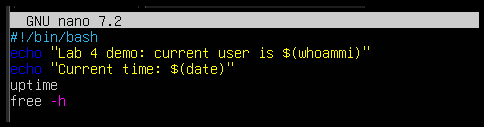 GNU nano 7.2
#!/bin/bash
echo "Lab 4 demo: current user is $(whoammi)"
echo "Current time: $(date)"
uptime
free -h